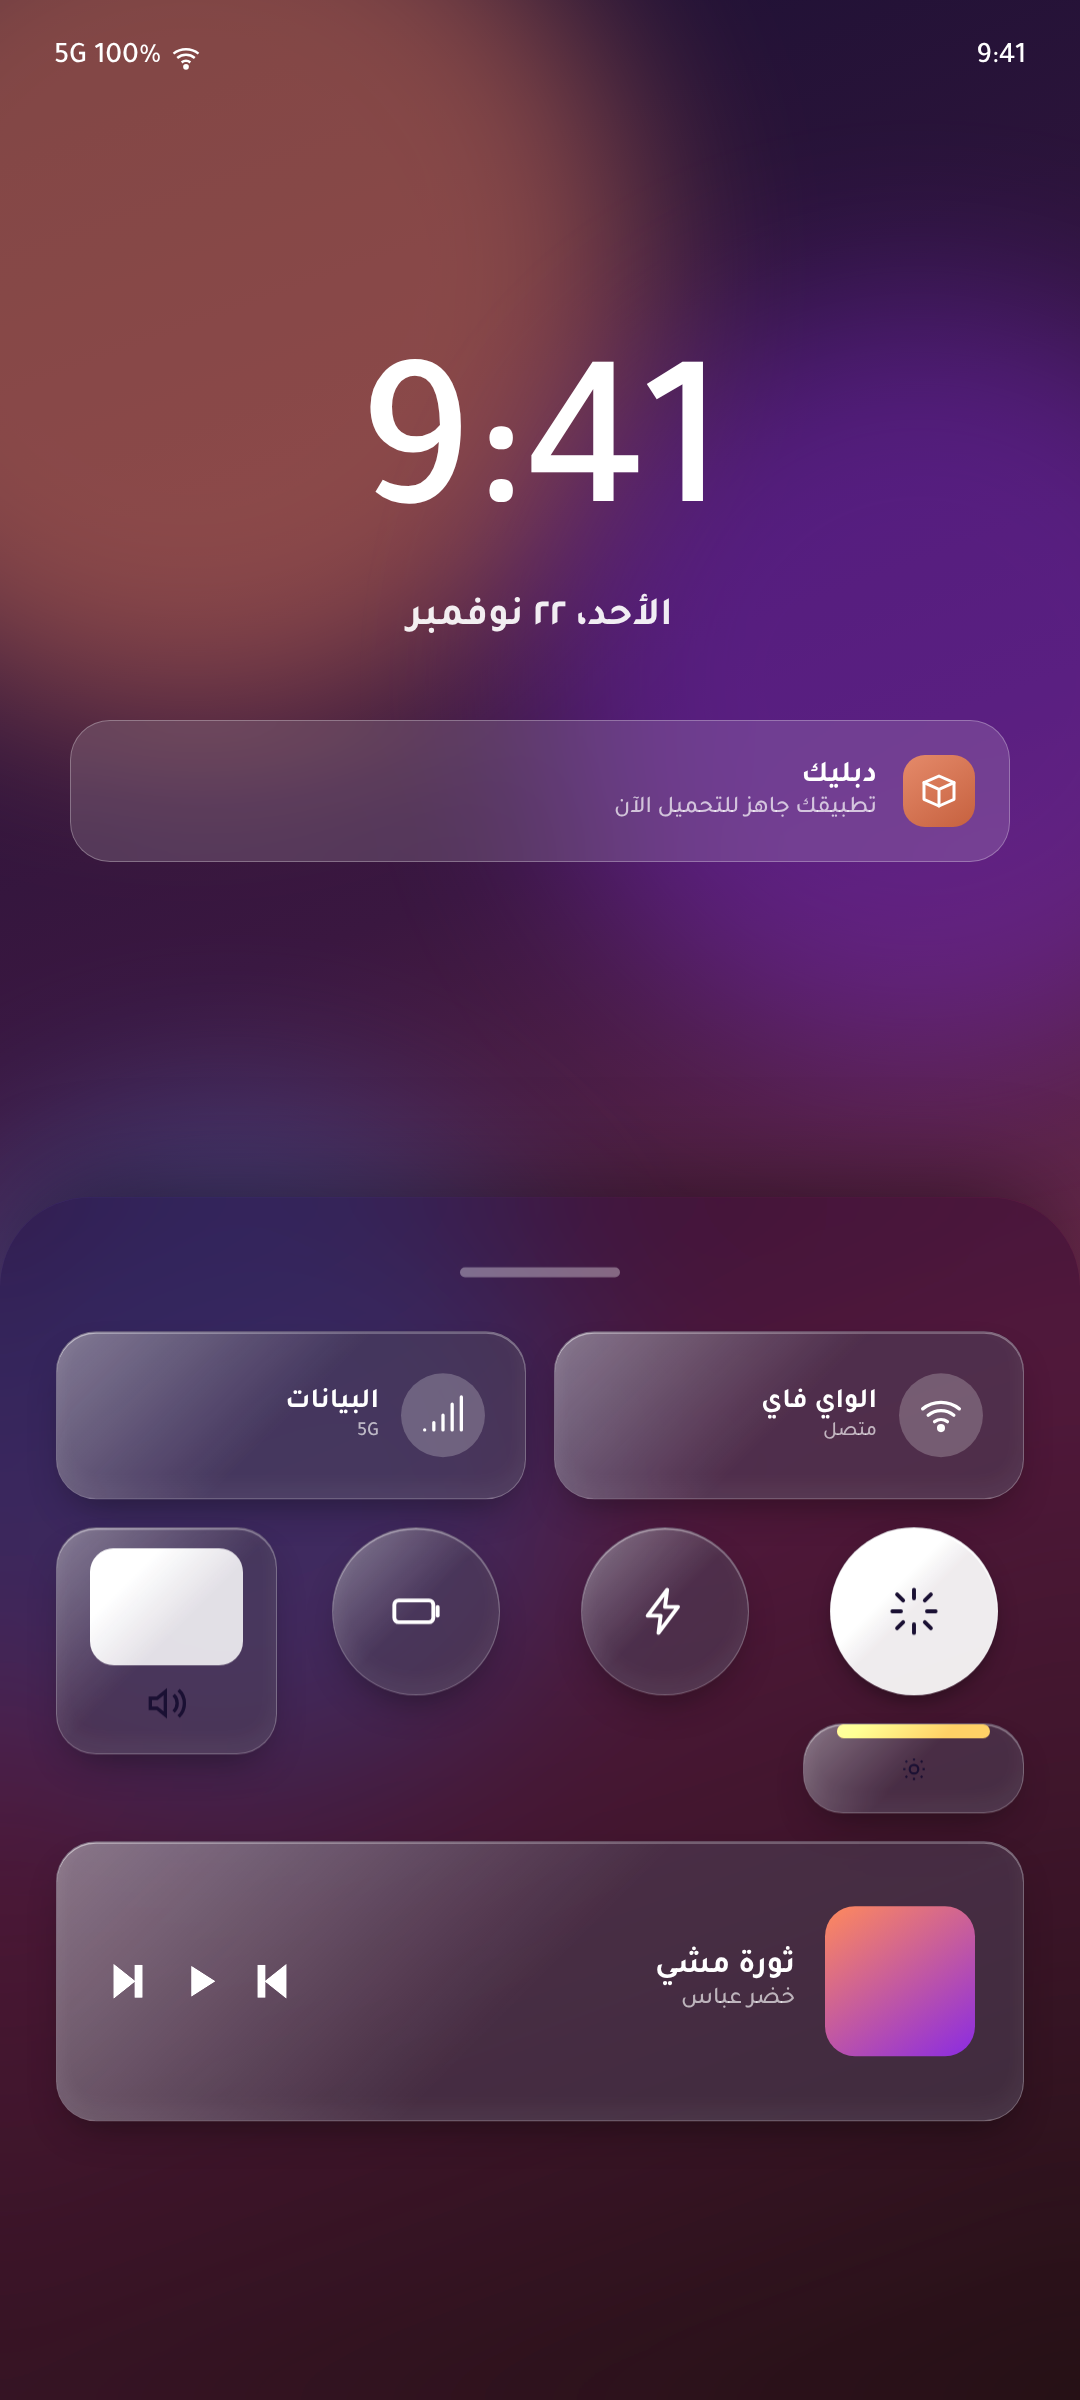 9:41
5G 100%
9:41
الأحد، ٢٢ نوفمبر
دبليك
تطبيقك جاهز للتحميل الآن
الواي فاي
متصل
البيانات
5G
ثورة مشي
خضر عباس